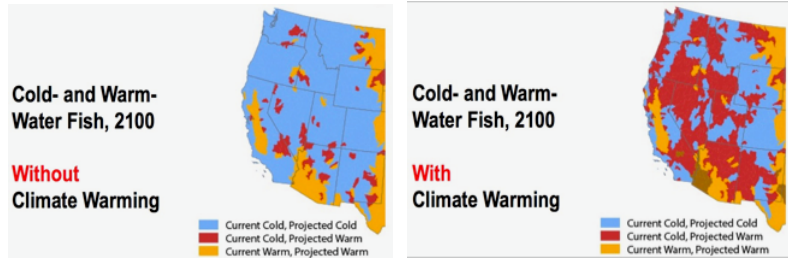 Cold- and Warm-
Water Fish, 2100
Without
Climate Warming
Current Cold, Projected Cold
Current Cold, Projected Warm
Current Warm, Projected Warm
Cold- and Warm-
Water Fish, 2100
With
Climate Warming
Current Cold, Projected Cold
Current Cold, Projected Warm
Current Warm, Projected Warm